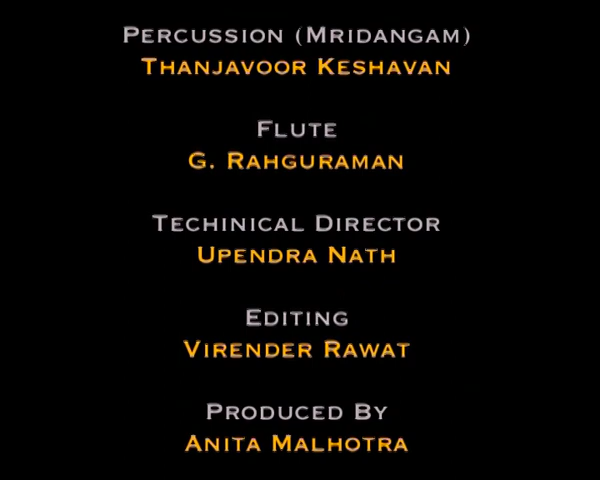 Percussion (Mridangam)
Thanjavoor Keshavan
Flute
G. Rahguraman
Techinical Director
Upendra Nath
Editing
Virender Rawat
Produced By
Anita Malhotra